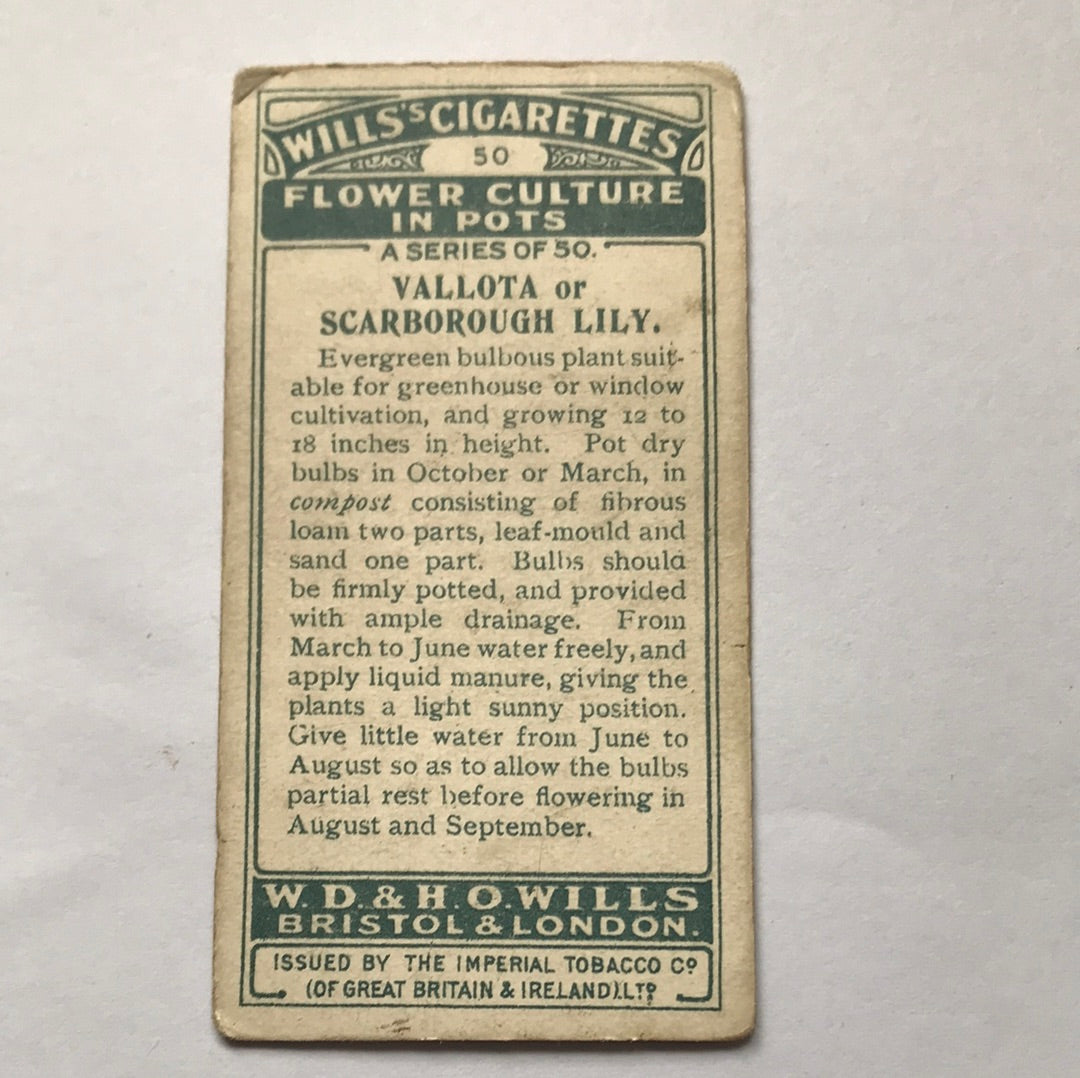 WILLS'S CIGARETTES
50
FLOWER CULTURE
IN POTS
A SERIES OF 50.
VALLOTA or
SCARBOROUGH LILY.
Evergreen bulbous plant suit-
able for greenhouse or window
cultivation, and growing 12 to
18 inches in height. Pot dry
bulbs in October or March, in
compost consisting of fibrous
loam two parts, leaf-mould and
sand one part. Bulbs should
be firmly potted, and provided
with ample drainage. From
March to June water freely, and
apply liquid manure, giving the
plants a light sunny position.
Give little water from June to
August so as to allow the bulbs
partial rest before flowering in
August and September.
W. D. & H. O. WILLS
BRISTOL & LONDON.
ISSUED BY THE IMPERIAL TOBACCO CO
(OF GREAT BRITAIN & IRELAND), LTD